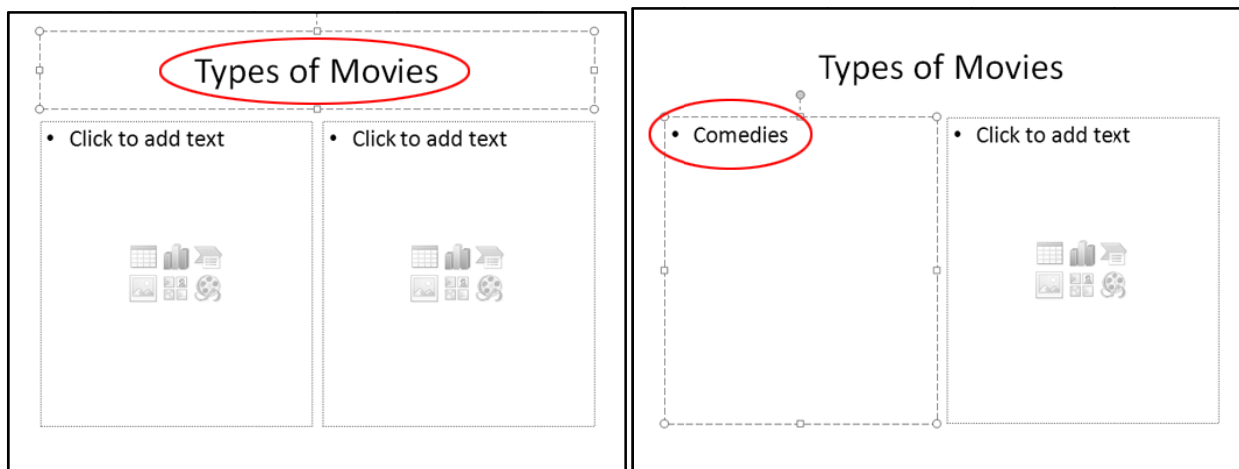 Types of Movies
• Click to add text
• Click to add text
Types of Movies
• Comedies
• Click to add text